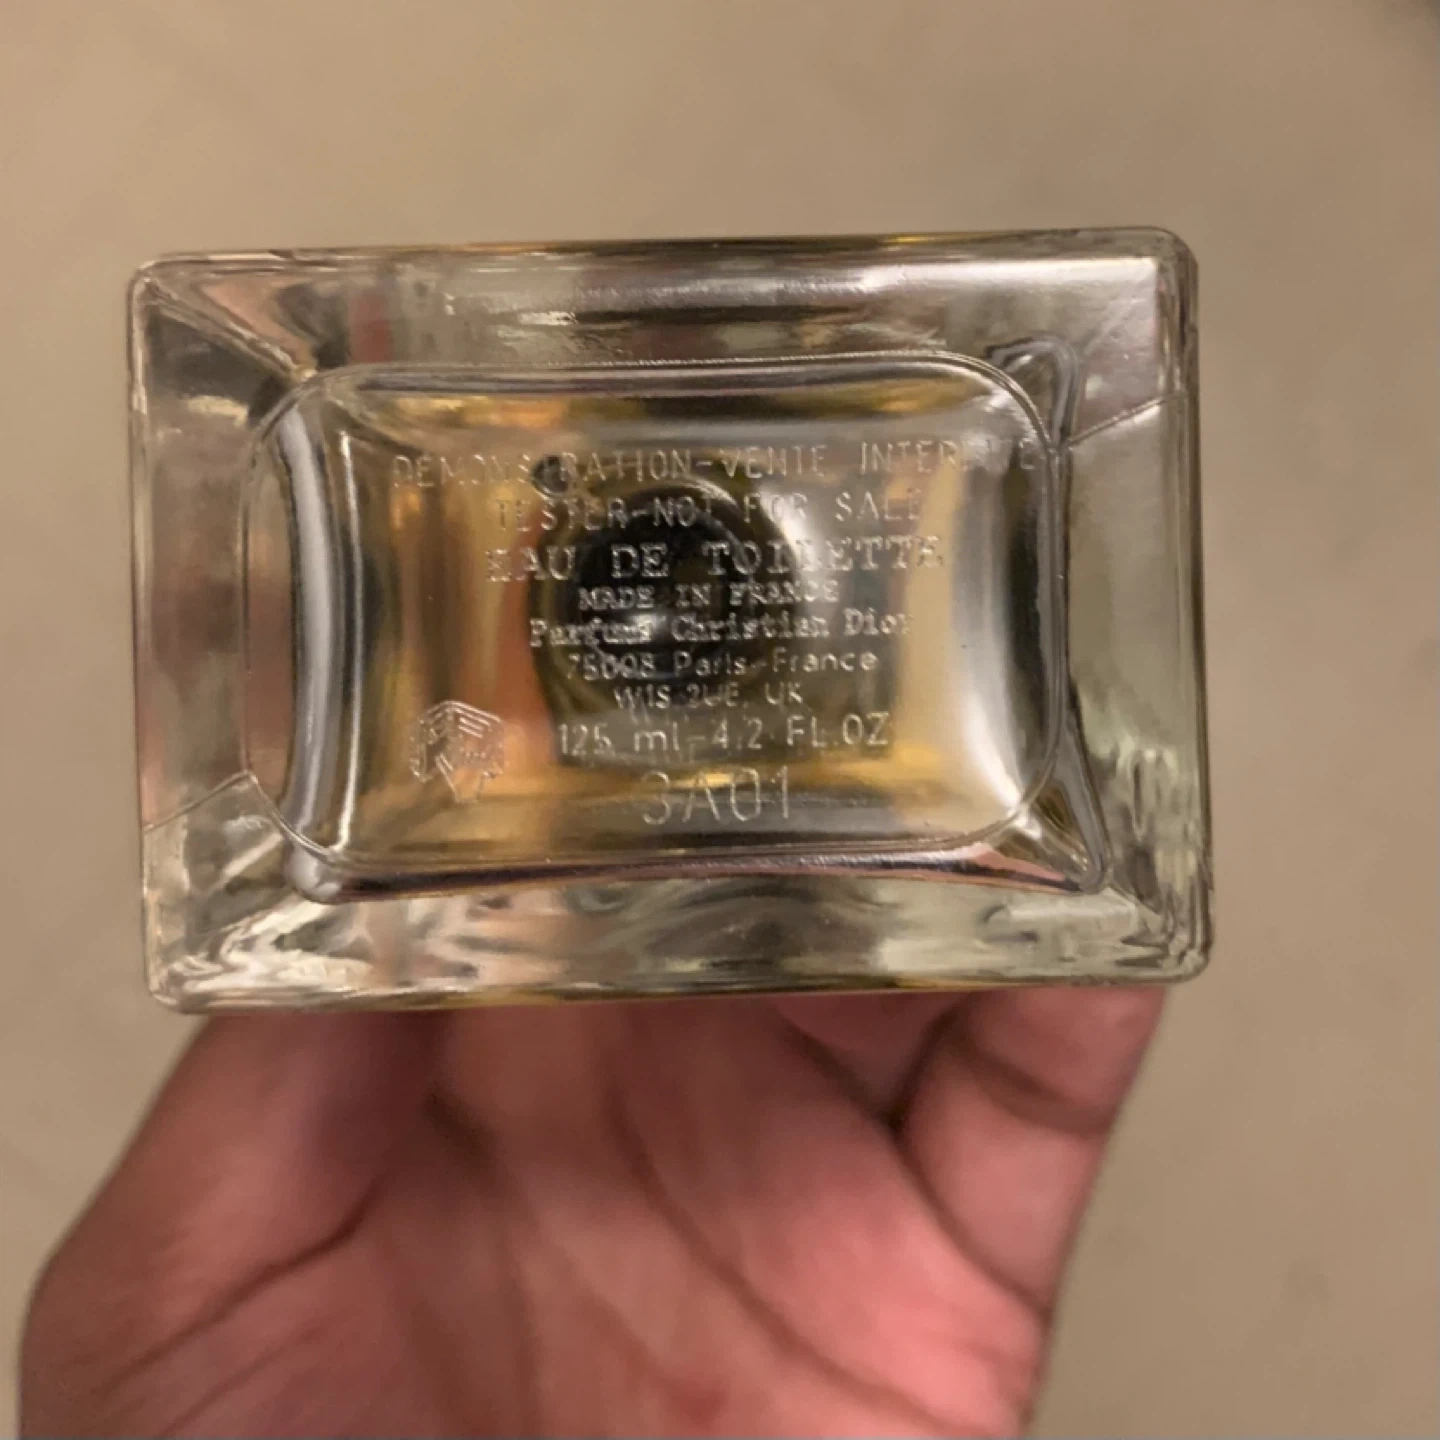 DEMONSTRATION-VENTE INTERDITE
TESTER-NOT FOR SALE
EAU DE TOILETTE
MADE IN FRANCE
Parfums Christian Dior
75008 Paris-France
W1S 2UE, UK
125 ml-4.2 FL.OZ
3A01